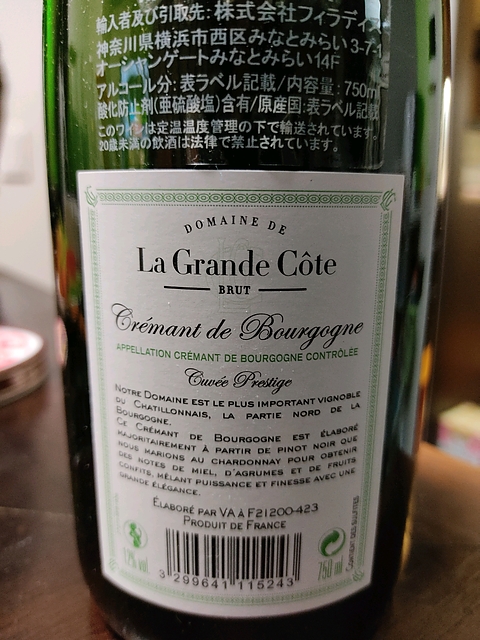 輸入者及び引取先：株式会社フィラディス
神奈川県横浜市西区みなとみらい3-7-1
オーシャンゲートみなとみらい14F
アルコール分：表ラベル記載/内容量：750ml
酸化防止剤(亜硫酸塩)含有/原産国：表ラベル記載
このワインは定温温度管理の下で輸送されています。
20歳未満の飲酒は法律で禁止されています。
DOMAINE DE
La Grande Côte
BRUT
Crémant de Bourgogne
APPELLATION CRÉMANT DE BOURGOGNE CONTRÔLÉE
Cuvée Prestige
NOTRE DOMAINE EST LE PLUS IMPORTANT VIGNOBLE
DU CHATILLONNAIS, LA PARTIE NORD DE LA
BOURGOGNE.
CE CRÉMANT DE BOURGOGNE EST ÉLABORÉ
MAJORITAIREMENT À PARTIR DE PINOT NOIR QUE
NOUS MARIONS AU CHARDONNAY POUR OBTENIR
DES NOTES DE MIEL, D'AGRUMES ET DE FRUITS
CONFITS, MÊLANT PUISSANCE ET FINESSE AVEC UNE
GRANDE ÉLÉGANCE.
ÉLABORÉ PAR VA À F21200-423
PRODUIT DE FRANCE
12% vol
750 ml
CONTIENT DES SULFITES
3 299641 115243